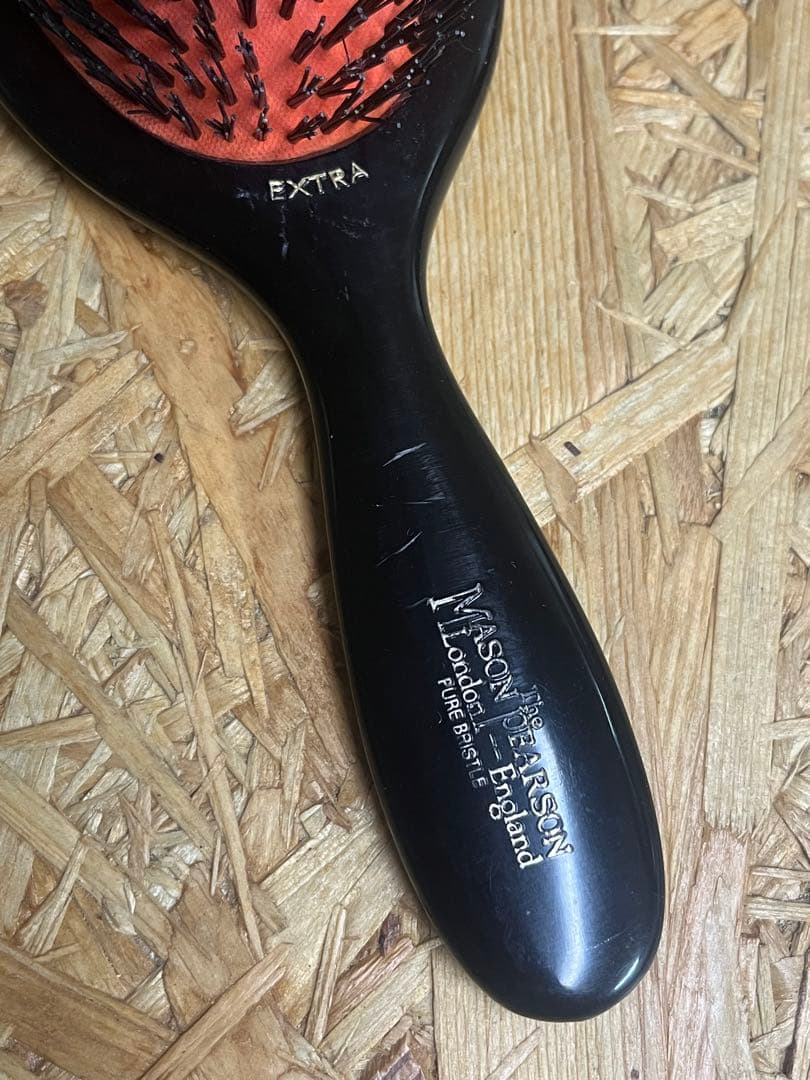 EXTRA
The
MASON PEARSON
London -- England
PURE BRISTLE